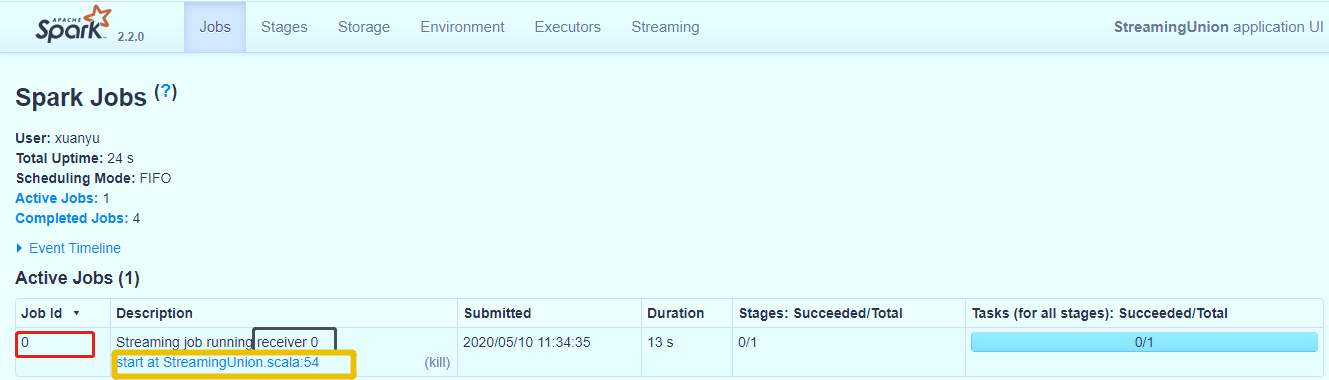 APACHE
Spark 2.2.0 Jobs Stages Storage Environment Executors Streaming StreamingUnion application UI
Spark Jobs (?)
User: xuanyu
Total Uptime: 24 s
Scheduling Mode: FIFO
Active Jobs: 1
Completed Jobs: 4
Event Timeline
Active Jobs (1)
Job Id Description Submitted Duration Stages: Succeeded/Total Tasks (for all stages): Succeeded/Total
0 Streaming job running receiver 0 2020/05/10 11:34:35 13 s 0/1 0/1
start at StreamingUnion.scala:54 (kill)